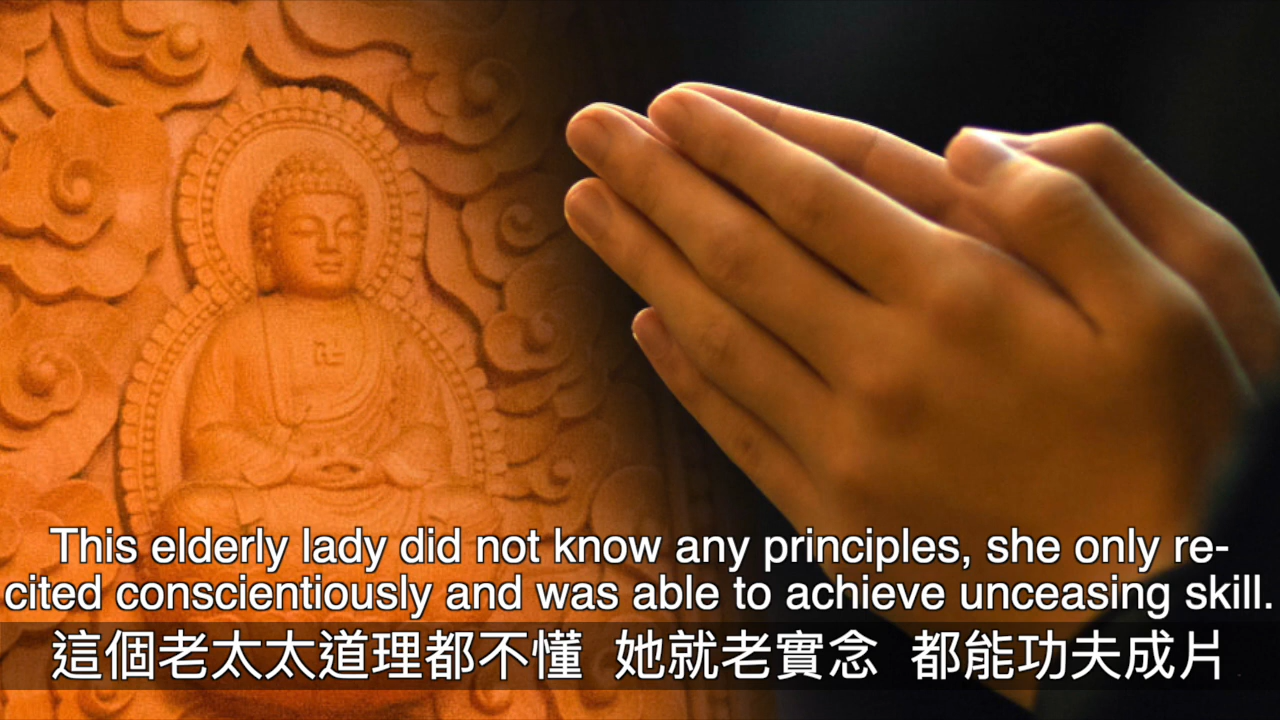 This elderly lady did not know any principles, she only re-
cited conscientiously and was able to achieve unceasing skill.
這個老太太道理都不懂 她就老實念 都能功夫成片